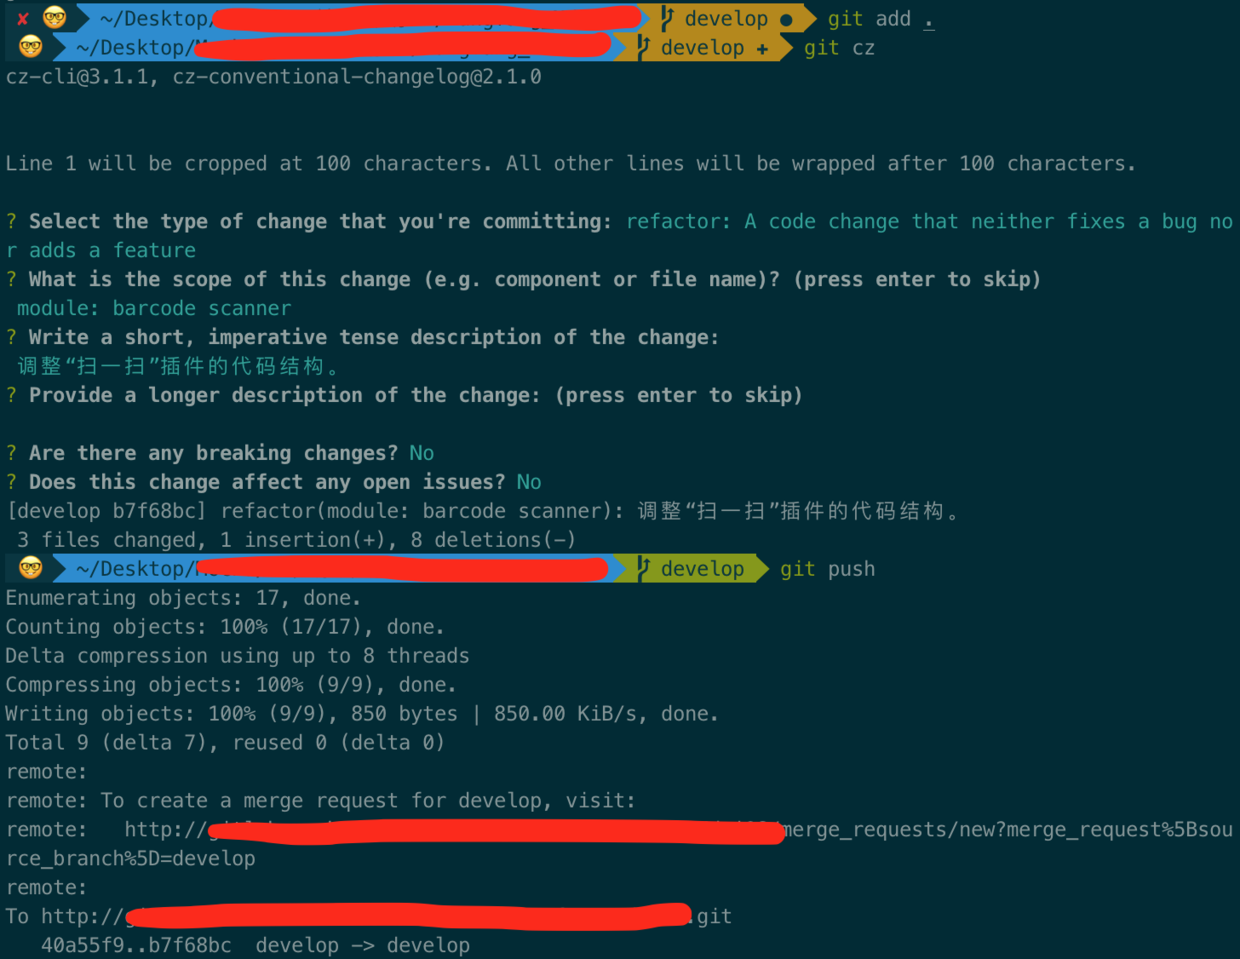 ✘ ~/Desktop/ develop ● git add .
~/Desktop/ develop + git cz
cz-cli@3.1.1, cz-conventional-changelog@2.1.0
Line 1 will be cropped at 100 characters. All other lines will be wrapped after 100 characters.
? Select the type of change that you're committing: refactor: A code change that neither fixes a bug no
r adds a feature
? What is the scope of this change (e.g. component or file name)? (press enter to skip)
module: barcode scanner
? Write a short, imperative tense description of the change:
调整“扫一扫”插件的代码结构。
? Provide a longer description of the change: (press enter to skip)
? Are there any breaking changes? No
? Does this change affect any open issues? No
[develop b7f68bc] refactor(module: barcode scanner): 调整“扫一扫”插件的代码结构。
3 files changed, 1 insertion(+), 8 deletions(-)
~/Desktop/ develop git push
Enumerating objects: 17, done.
Counting objects: 100% (17/17), done.
Delta compression using up to 8 threads
Compressing objects: 100% (9/9), done.
Writing objects: 100% (9/9), 850 bytes | 850.00 KiB/s, done.
Total 9 (delta 7), reused 0 (delta 0)
remote:
remote: To create a merge request for develop, visit:
remote: http:// merge_requests/new?merge_request%5Bsou
rce_branch%5D=develop
remote:
To http:// .git
40a55f9..b7f68bc develop -> develop